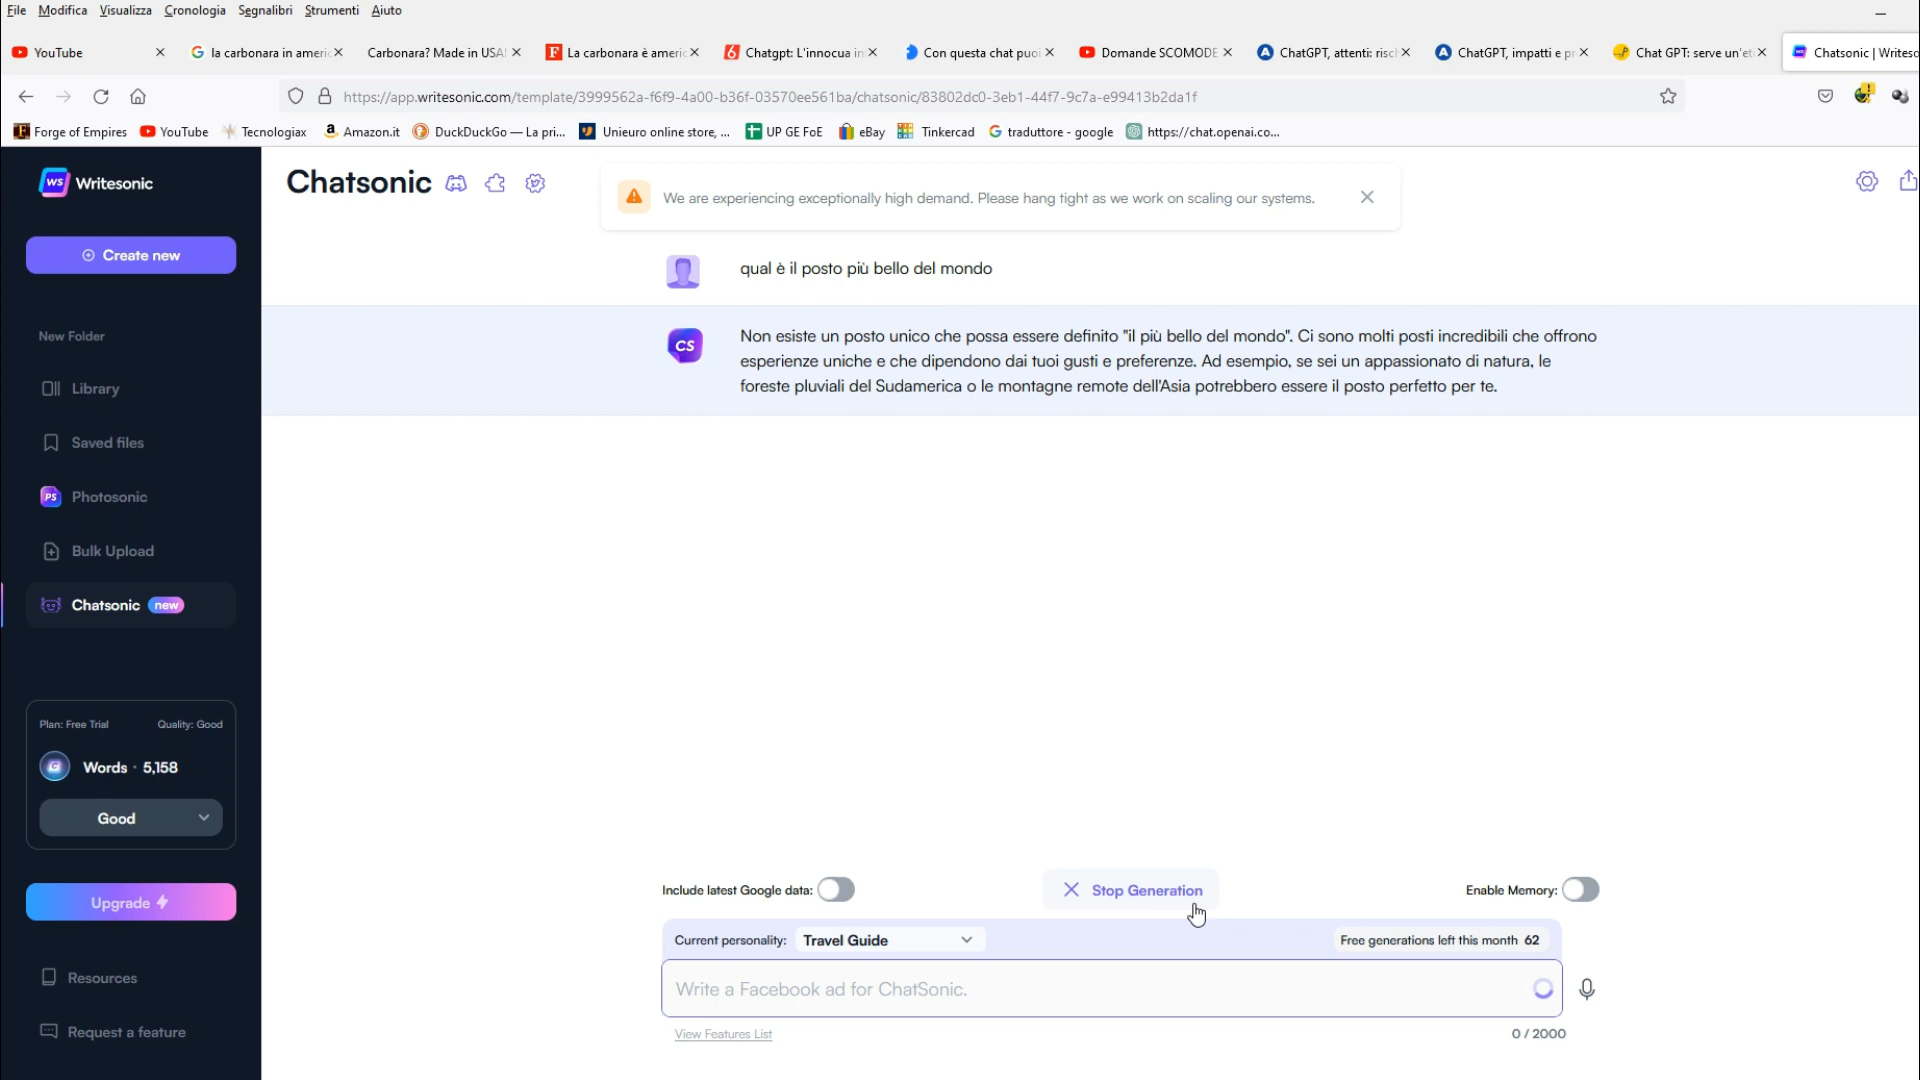 File Modifica Visualizza Cronologia Segnalibri Strumenti Aiuto
YouTube
la carbonara in americ
Carbonara? Made in USA!
La carbonara è americ
Chatgpt: L'innocua in
Con questa chat puoi
Domande SCOMODE
ChatGPT, attenti: risch
ChatGPT, impatti e pr
Chat GPT: serve un'eti
Chatsonic | Writeso
https://app.writesonic.com/template/3999562a-f6f9-4a00-b36f-03570ee561ba/chatsonic/83802dc0-3eb1-44f7-9c7a-e99413b2da1f
Forge of Empires
YouTube
Tecnologiax
Amazon.it
DuckDuckGo — La pri...
Unieuro online store, ...
UP GE FoE
eBay
Tinkercad
traduttore - google
https://chat.openai.co...
WS Writesonic
Create new
New Folder
Library
Saved files
PS Photosonic
Bulk Upload
Chatsonic new
Plan: Free Trial Quality: Good
Words · 5,158
Good
Upgrade
Resources
Request a feature
Chatsonic
We are experiencing exceptionally high demand. Please hang tight as we work on scaling our systems.
qual è il posto più bello del mondo
CS
Non esiste un posto unico che possa essere definito "il più bello del mondo". Ci sono molti posti incredibili che offrono
esperienze uniche e che dipendono dai tuoi gusti e preferenze. Ad esempio, se sei un appassionato di natura, le
foreste pluviali del Sudamerica o le montagne remote dell'Asia potrebbero essere il posto perfetto per te.
Include latest Google data:
Stop Generation
Enable Memory:
Current personality: Travel Guide
Free generations left this month 62
Write a Facebook ad for ChatSonic.
View Features List
0 / 2000